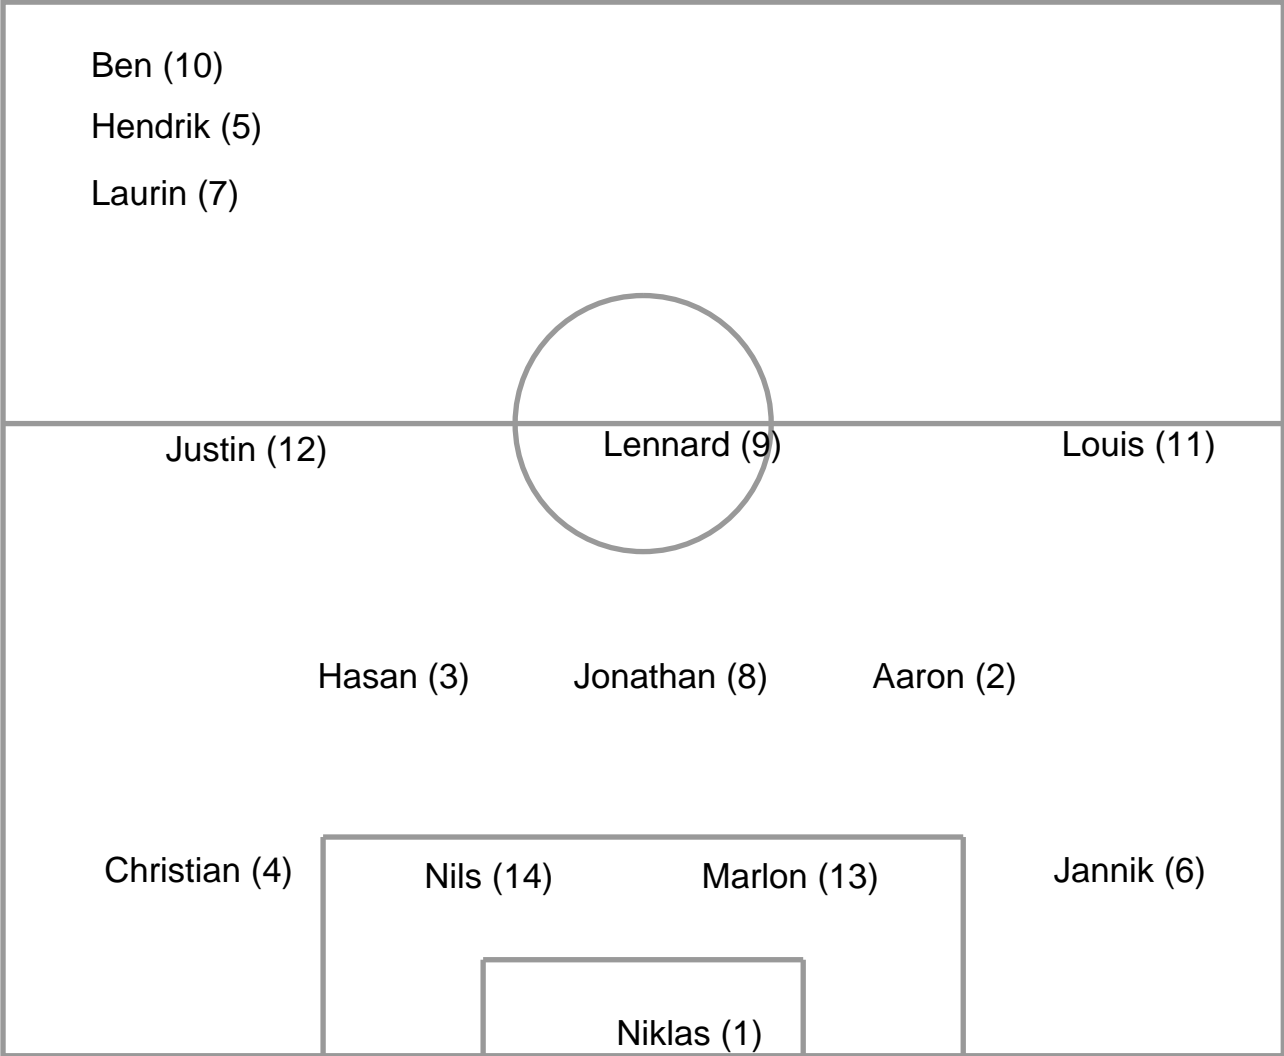 Ben (10)
Hendrik (5)
Laurin (7)
Justin (12) Lennard (9) Louis (11)
Hasan (3) Jonathan (8) Aaron (2)
Christian (4) Nils (14) Marlon (13) Jannik (6)
Niklas (1)